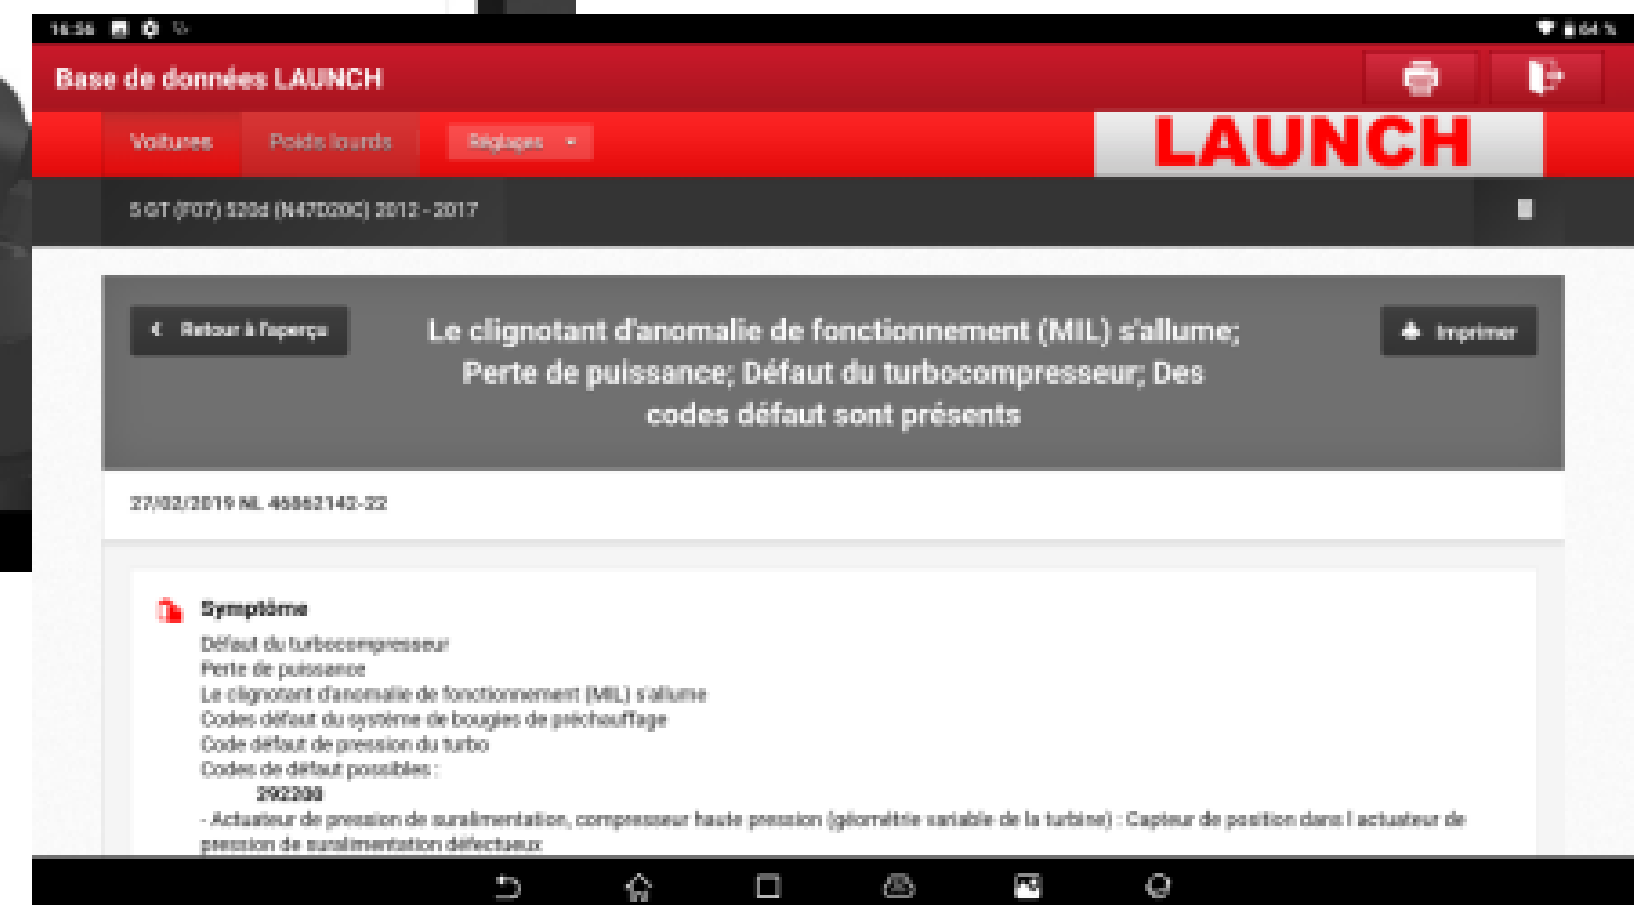 16:56
64 %
Base de données LAUNCH
Voitures Poids lourds Réglages
LAUNCH
5 GT (F07) 520d (N47D20C) 2012 - 2017
Retour à l'aperçu
Le clignotant d'anomalie de fonctionnement (MIL) s'allume;
Perte de puissance; Défaut du turbocompresseur; Des
codes défaut sont présents
Imprimer
27/02/2019 NL 46862142-22
Symptôme
Défaut du turbocompresseur
Perte de puissance
Le clignotant d'anomalie de fonctionnement (MIL) s'allume
Codes défaut du système de bougies de préchauffage
Code défaut de pression du turbo
Codes de défaut possibles :
292200
- Actuateur de pression de suralimentation, compresseur haute pression (géométrie variable de la turbine) : Capteur de position dans l actuateur de
pression de suralimentation défectueux